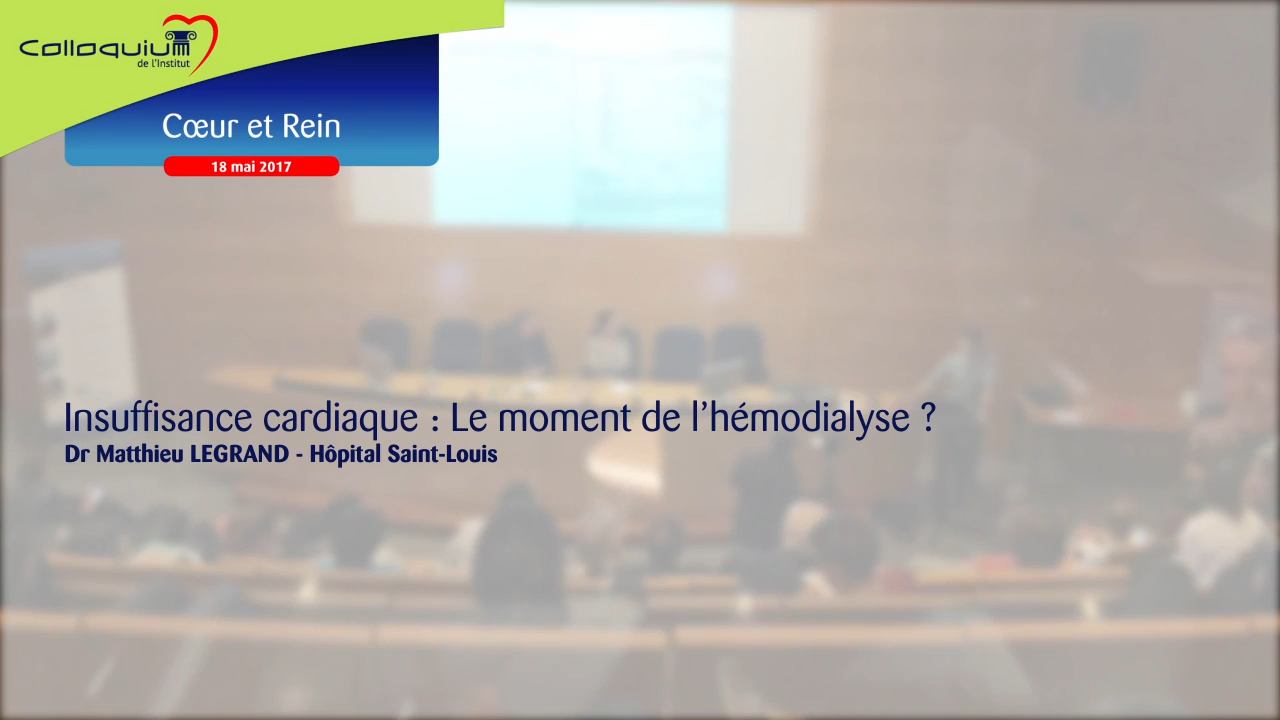 Colloquium
de l'Institut
Cœur et Rein
18 mai 2017
Insuffisance cardiaque : Le moment de l'hémodialyse ?
Dr Matthieu LEGRAND - Hôpital Saint-Louis